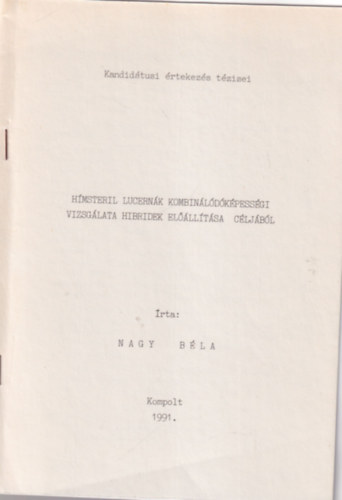 Kandidátusi értekezés tézisei
HÍMSTERIL LUCERNÁK KOMBINÁLÓDÓKÉPESSÉGI
VIZSGÁLATA HIBRIDEK ELŐÁLLÍTÁSA CÉLJÁBÓL
Írta:
NAGY BÉLA
Kompolt
1991.